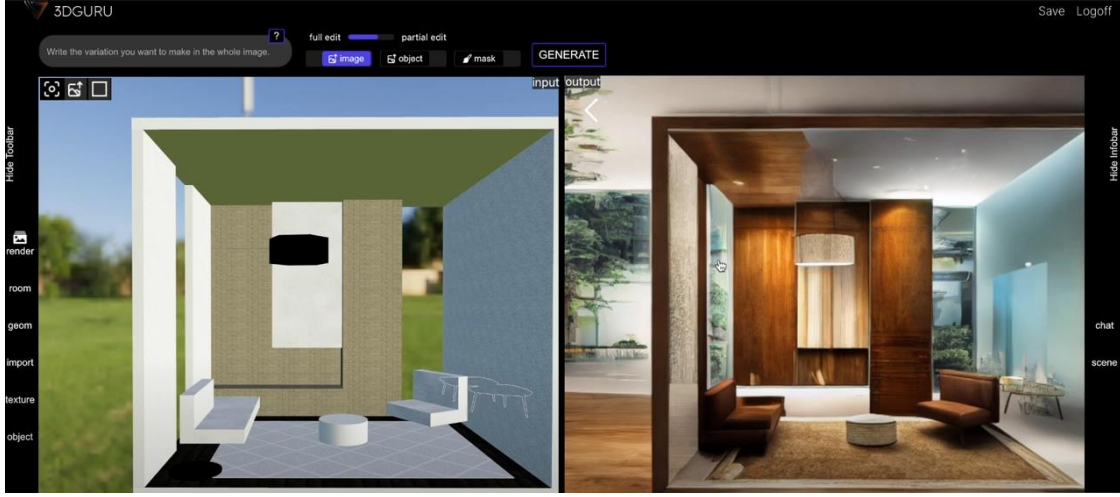 3DGURU
Save Logoff
?
full edit partial edit
Write the variation you want to make in the whole image.
image object mask GENERATE
input output
Hide Toolbar
Hide Infobar
render
room
geom
import
texture
object
chat
scene